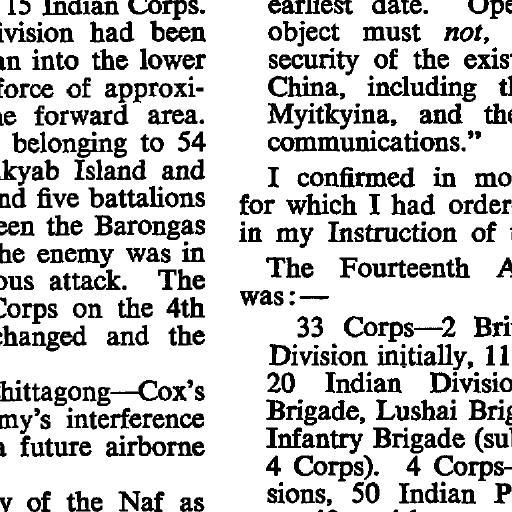 15 Indian Corps.
ivision had been
an into the lower
force of approxi-
e forward area.
belonging to 54
kyab Island and
nd five battalions
een the Barongas
he enemy was in
ous attack. The
Corps on the 4th
changed and the
hittagong—Cox's
my's interference
a future airborne
y of the Naf as
earliest date. Ope
object must not,
security of the exis
China, including t
Myitkyina, and the
communications."
I confirmed in mo
for which I had order
in my Instruction of
The Fourteenth A
was:—
33 Corps—2 Bri
Division initially, 11
20 Indian Divisio
Brigade, Lushai Brig
Infantry Brigade (su
4 Corps). 4 Corps-
sions, 50 Indian P